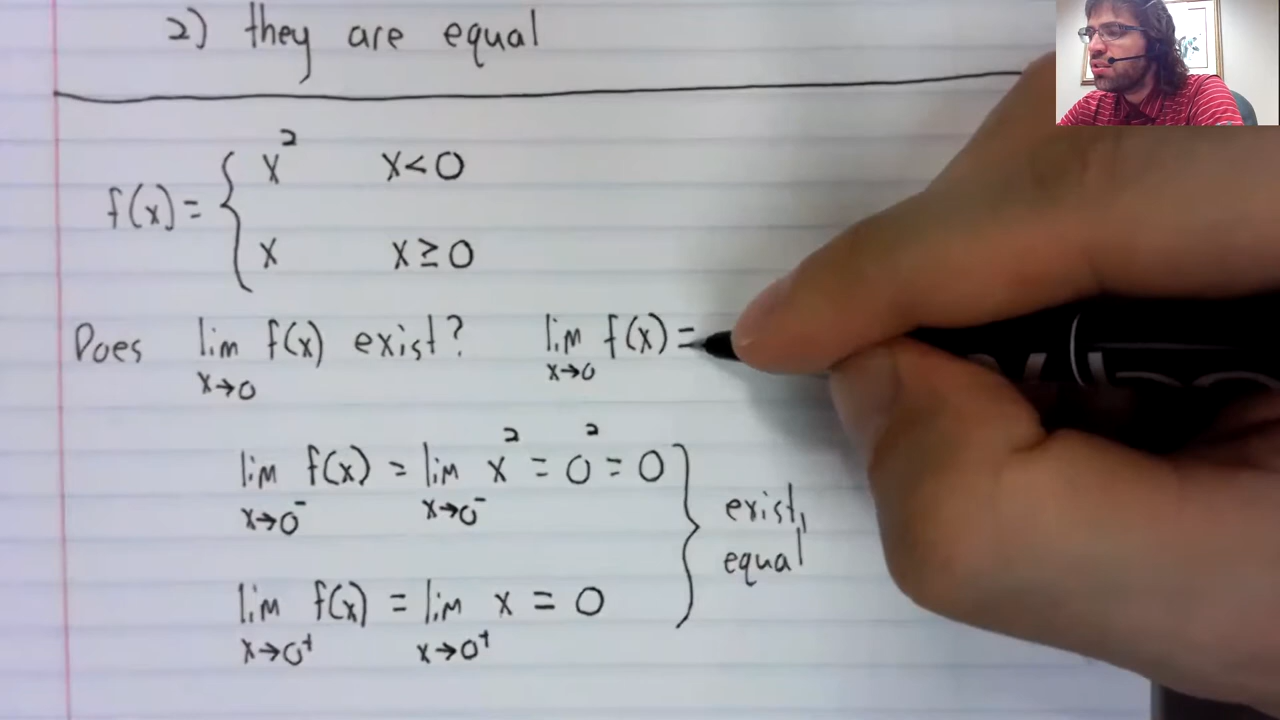 2) they are equal
f(x) = { x² x < 0
x x ≥ 0
Does lim x→0 f(x) exist? lim x→0 f(x) =
lim x→0⁻ f(x) = lim x→0⁻ x² = 0² = 0
exist,
equal
lim x→0⁺ f(x) = lim x→0⁺ x = 0